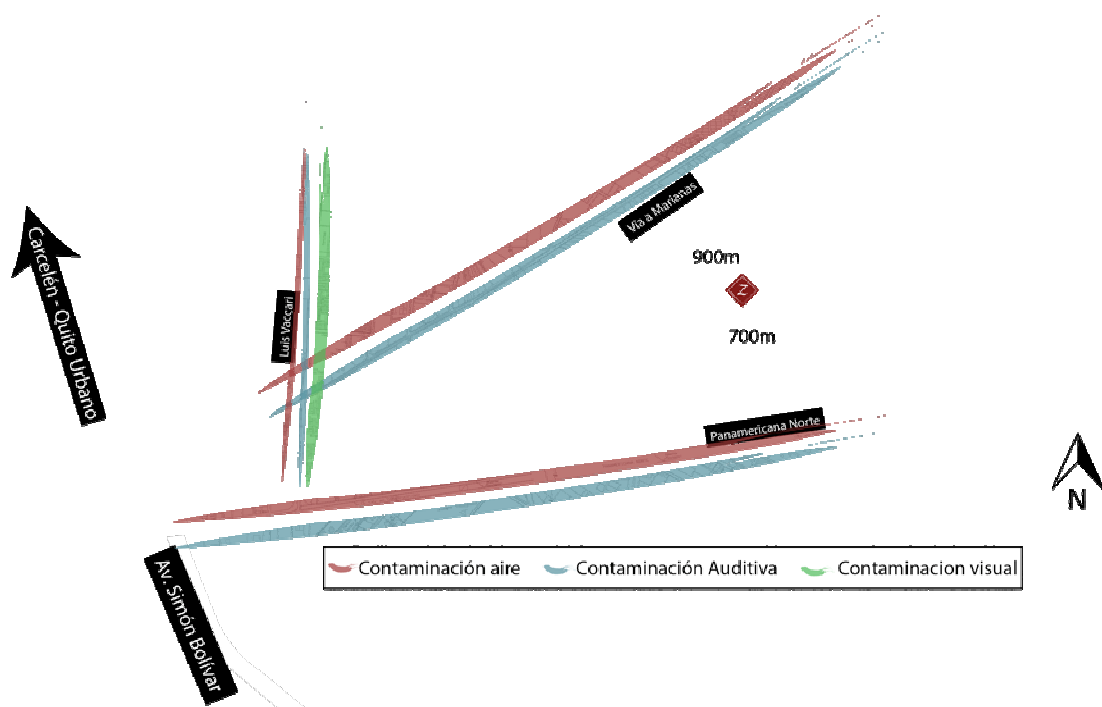 Vía a Marianas
Carcelén - Quito Urbano
900m
Z
Luis Vaccari
700m
Panamericana Norte
N
Av. Simón Bolívar
Contaminación aire
Contaminación Auditiva
Contaminacion visual